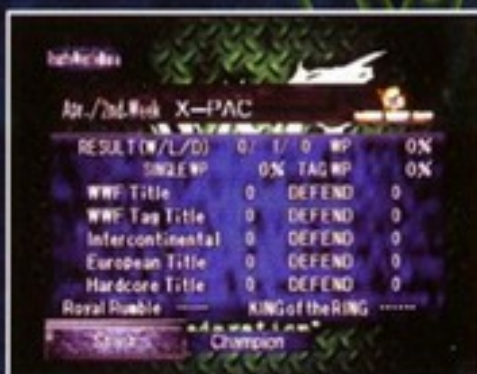 Apr./2nd.Week X-PAC
RESULT(W/L/D) 0/ 1/ 0 WP 0%
SINGLE WP 0% TAG WP 0%
WWF Title 0 DEFEND 0
WWF Tag Title 0 DEFEND 0
Intercontinental 0 DEFEND 0
European Title 0 DEFEND 0
Hardcore Title 0 DEFEND 0
Royal Rumble ----- KING of the RING ------
Champion